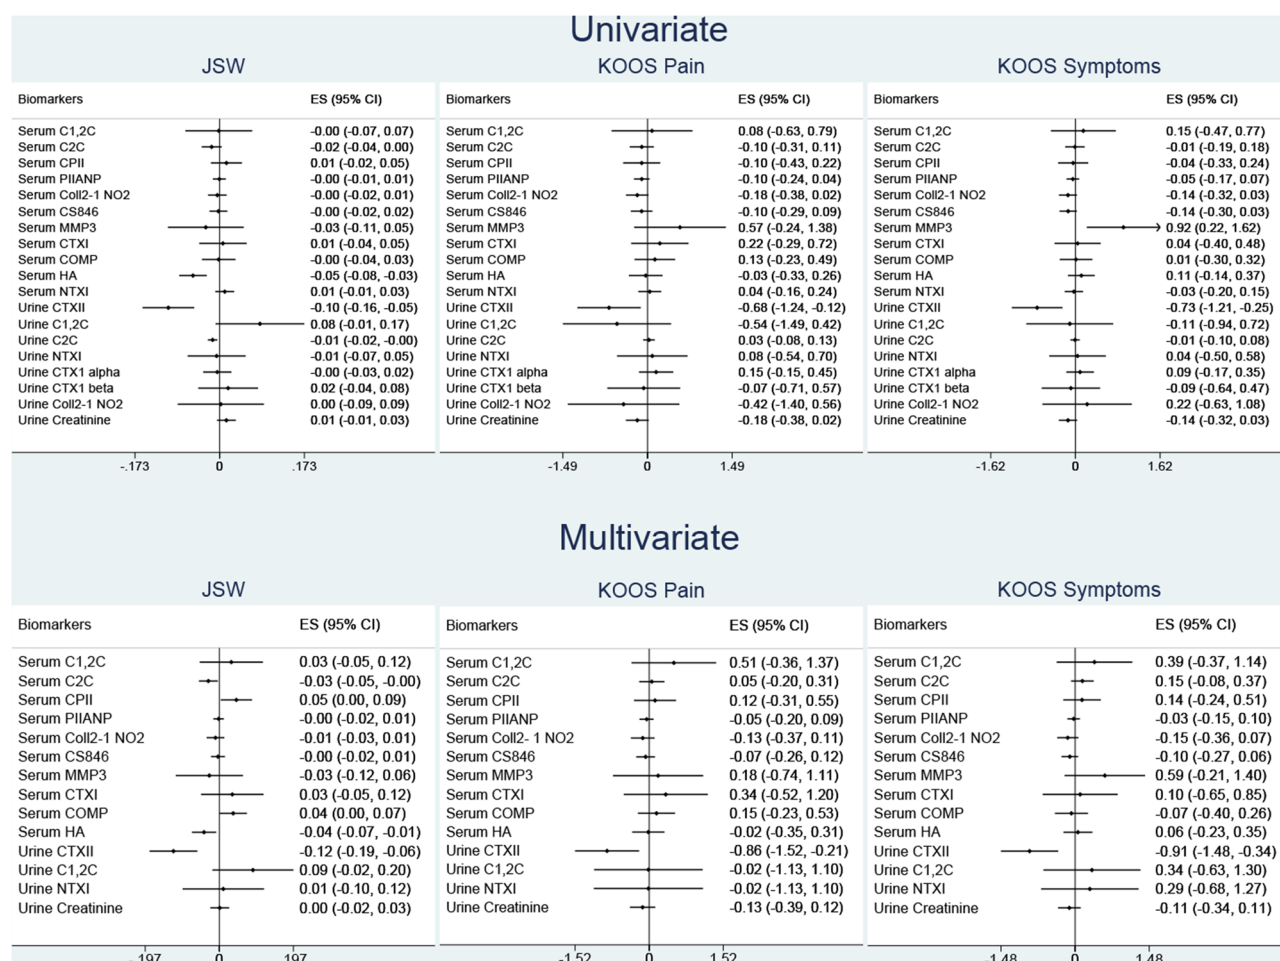 Univariate
JSW KOOS Pain KOOS Symptoms
Biomarkers ES (95% CI) Biomarkers ES (95% CI) Biomarkers ES (95% CI)
Serum C1,2C -0.00 (-0.07, 0.07) Serum C1,2C 0.08 (-0.63, 0.79) Serum C1,2C 0.15 (-0.47, 0.77)
Serum C2C -0.02 (-0.04, 0.00) Serum C2C -0.10 (-0.31, 0.11) Serum C2C -0.01 (-0.19, 0.18)
Serum CPII 0.01 (-0.02, 0.05) Serum CPII -0.10 (-0.43, 0.22) Serum CPII -0.04 (-0.33, 0.24)
Serum PIIANP -0.00 (-0.01, 0.01) Serum PIIANP -0.10 (-0.24, 0.04) Serum PIIANP -0.05 (-0.17, 0.07)
Serum Coll2-1 NO2 -0.00 (-0.02, 0.01) Serum Coll2-1 NO2 -0.18 (-0.38, 0.02) Serum Coll2-1 NO2 -0.14 (-0.32, 0.03)
Serum CS846 -0.00 (-0.02, 0.02) Serum CS846 -0.10 (-0.29, 0.09) Serum CS846 -0.14 (-0.30, 0.03)
Serum MMP3 -0.03 (-0.11, 0.05) Serum MMP3 0.57 (-0.24, 1.38) Serum MMP3 0.92 (0.22, 1.62)
Serum CTXI 0.01 (-0.04, 0.05) Serum CTXI 0.22 (-0.29, 0.72) Serum CTXI 0.04 (-0.40, 0.48)
Serum COMP -0.00 (-0.04, 0.03) Serum COMP 0.13 (-0.23, 0.49) Serum COMP 0.01 (-0.30, 0.32)
Serum HA -0.05 (-0.08, -0.03) Serum HA -0.03 (-0.33, 0.26) Serum HA 0.11 (-0.14, 0.37)
Serum NTXI 0.01 (-0.01, 0.03) Serum NTXI 0.04 (-0.16, 0.24) Serum NTXI -0.03 (-0.20, 0.15)
Urine CTXII -0.10 (-0.16, -0.05) Urine CTXII -0.68 (-1.24, -0.12) Urine CTXII -0.73 (-1.21, -0.25)
Urine C1,2C 0.08 (-0.01, 0.17) Urine C1,2C -0.54 (-1.49, 0.42) Urine C1,2C -0.11 (-0.94, 0.72)
Urine C2C -0.01 (-0.02, -0.00) Urine C2C 0.03 (-0.08, 0.13) Urine C2C -0.01 (-0.10, 0.08)
Urine NTXI -0.01 (-0.07, 0.05) Urine NTXI 0.08 (-0.54, 0.70) Urine NTXI 0.04 (-0.50, 0.58)
Urine CTX1 alpha -0.00 (-0.03, 0.02) Urine CTX1 alpha 0.15 (-0.15, 0.45) Urine CTX1 alpha 0.09 (-0.17, 0.35)
Urine CTX1 beta 0.02 (-0.04, 0.08) Urine CTX1 beta -0.07 (-0.71, 0.57) Urine CTX1 beta -0.09 (-0.64, 0.47)
Urine Coll2-1 NO2 0.00 (-0.09, 0.09) Urine Coll2-1 NO2 -0.42 (-1.40, 0.56) Urine Coll2-1 NO2 0.22 (-0.63, 1.08)
Urine Creatinine 0.01 (-0.01, 0.03) Urine Creatinine -0.18 (-0.38, 0.02) Urine Creatinine -0.14 (-0.32, 0.03)
-.173 0 .173 -1.49 0 1.49 -1.62 0 1.62
Multivariate
JSW KOOS Pain KOOS Symptoms
Biomarkers ES (95% CI) Biomarkers ES (95% CI) Biomarkers ES (95% CI)
Serum C1,2C 0.03 (-0.05, 0.12) Serum C1,2C 0.51 (-0.36, 1.37) Serum C1,2C 0.39 (-0.37, 1.14)
Serum C2C -0.03 (-0.05, -0.00) Serum C2C 0.05 (-0.20, 0.31) Serum C2C 0.15 (-0.08, 0.37)
Serum CPII 0.05 (0.00, 0.09) Serum CPII 0.12 (-0.31, 0.55) Serum CPII 0.14 (-0.24, 0.51)
Serum PIIANP -0.00 (-0.02, 0.01) Serum PIIANP -0.05 (-0.20, 0.09) Serum PIIANP -0.03 (-0.15, 0.10)
Serum Coll2-1 NO2 -0.01 (-0.03, 0.01) Serum Coll2- 1 NO2 -0.13 (-0.37, 0.11) Serum Coll2-1 NO2 -0.15 (-0.36, 0.07)
Serum CS846 -0.00 (-0.02, 0.01) Serum CS846 -0.07 (-0.26, 0.12) Serum CS846 -0.10 (-0.27, 0.06)
Serum MMP3 -0.03 (-0.12, 0.06) Serum MMP3 0.18 (-0.74, 1.11) Serum MMP3 0.59 (-0.21, 1.40)
Serum CTXI 0.03 (-0.05, 0.12) Serum CTXI 0.34 (-0.52, 1.20) Serum CTXI 0.10 (-0.65, 0.85)
Serum COMP 0.04 (0.00, 0.07) Serum COMP 0.15 (-0.23, 0.53) Serum COMP -0.07 (-0.40, 0.26)
Serum HA -0.04 (-0.07, -0.01) Serum HA -0.02 (-0.35, 0.31) Serum HA 0.06 (-0.23, 0.35)
Urine CTXII -0.12 (-0.19, -0.06) Urine CTXII -0.86 (-1.52, -0.21) Urine CTXII -0.91 (-1.48, -0.34)
Urine C1,2C 0.09 (-0.02, 0.20) Urine C1,2C -0.02 (-1.13, 1.10) Urine C1,2C 0.34 (-0.63, 1.30)
Urine NTXI 0.01 (-0.10, 0.12) Urine NTXI -0.02 (-1.13, 1.10) Urine NTXI 0.29 (-0.68, 1.27)
Urine Creatinine 0.00 (-0.02, 0.03) Urine Creatinine -0.13 (-0.39, 0.12) Urine Creatinine -0.11 (-0.34, 0.11)
-.197 0 .197 -1.52 0 1.52 -1.48 0 1.48